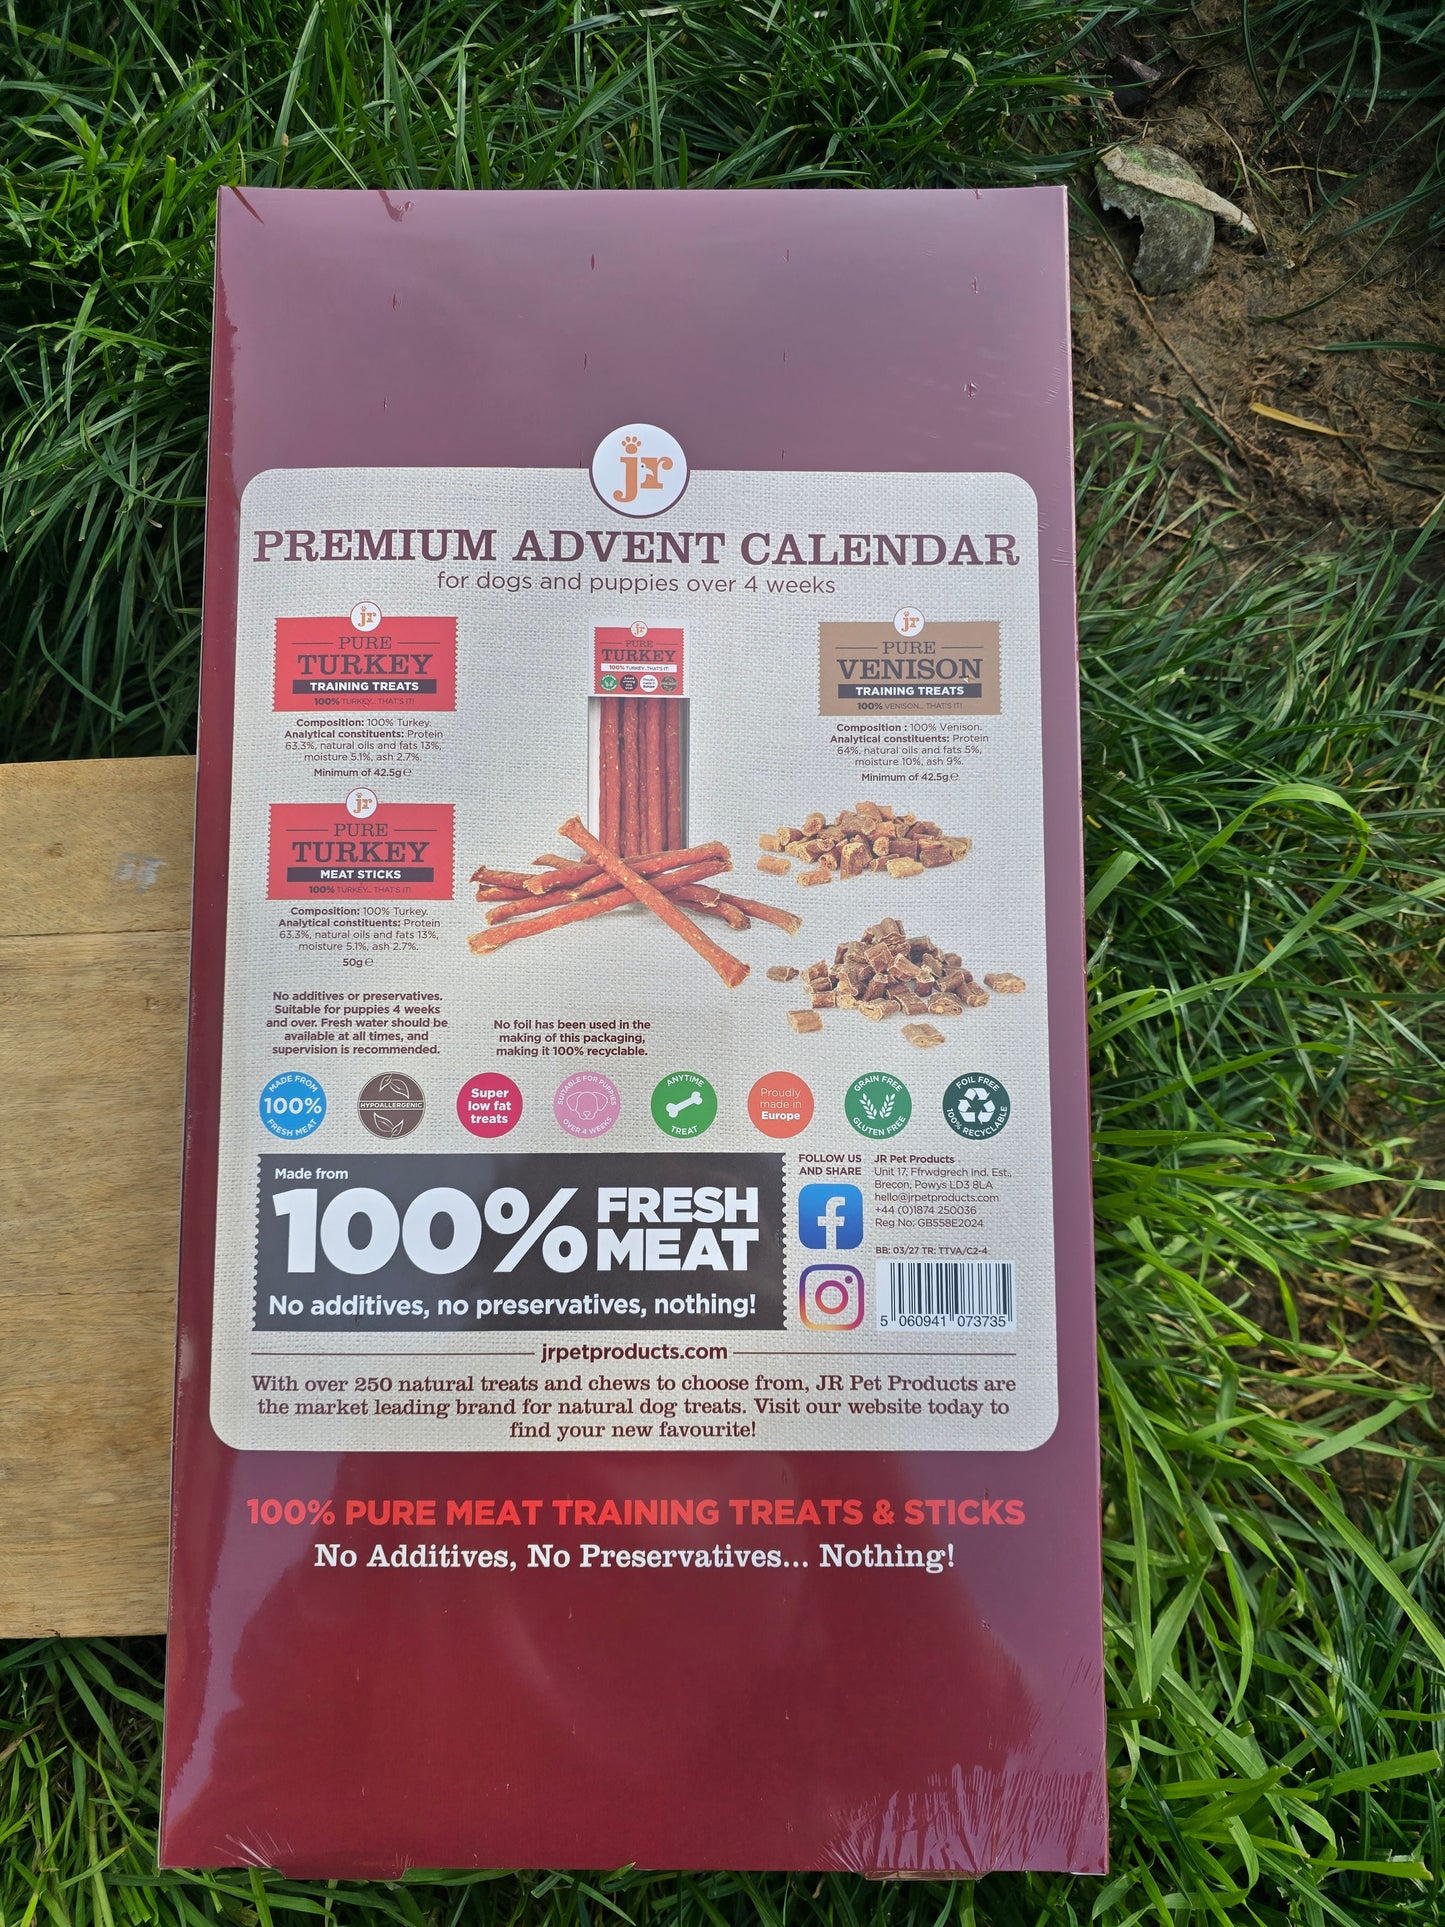 jr
PREMIUM ADVENT CALENDAR
for dogs and puppies over 4 weeks
jr
PURE
TURKEY
TRAINING TREATS
100% TURKEY... THAT'S IT!
Composition: 100% Turkey.
Analytical constituents: Protein
63.3%, natural oils and fats 13%,
moisture 5.1%, ash 2.7%.
Minimum of 42.5g℮
jr
PURE
TURKEY
MEAT STICKS
100% TURKEY... THAT'S IT!
Composition: 100% Turkey.
Analytical constituents: Protein
63.3%, natural oils and fats 13%,
moisture 5.1%, ash 2.7%.
50g℮
jr
PURE
TURKEY
100% TURKEY...THAT'S IT!
jr
PURE
VENISON
TRAINING TREATS
100% VENISON... THAT'S IT!
Composition : 100% Venison.
Analytical constituents: Protein
64%, natural oils and fats 5%,
moisture 10%, ash 9%.
Minimum of 42.5g℮
No additives or preservatives.
Suitable for puppies 4 weeks
and over. Fresh water should be
available at all times, and
supervision is recommended.
No foil has been used in the
making of this packaging,
making it 100% recyclable.
MADE FROM
100%
FRESH MEAT
HYPOALLERGENIC
Super
low fat
treats
SUITABLE FOR PUPPIES
OVER 4 WEEKS
ANYTIME
TREAT
Proudly
made in
Europe
GRAIN FREE
GLUTEN FREE
FOIL FREE
100% RECYCLABLE
Made from
100% FRESH
MEAT
No additives, no preservatives, nothing!
FOLLOW US
AND SHARE
JR Pet Products
Unit 17, Ffrwdgrech Ind. Est.,
Brecon, Powys LD3 8LA
hello@jrpetproducts.com
+44 (0)1874 250036
Reg No: GB558E2024
BB: 03/27 TR: TTVA/C2-4
5 060941 073735
jrpetproducts.com
With over 250 natural treats and chews to choose from, JR Pet Products are
the market leading brand for natural dog treats. Visit our website today to
find your new favourite!
100% PURE MEAT TRAINING TREATS & STICKS
No Additives, No Preservatives... Nothing!